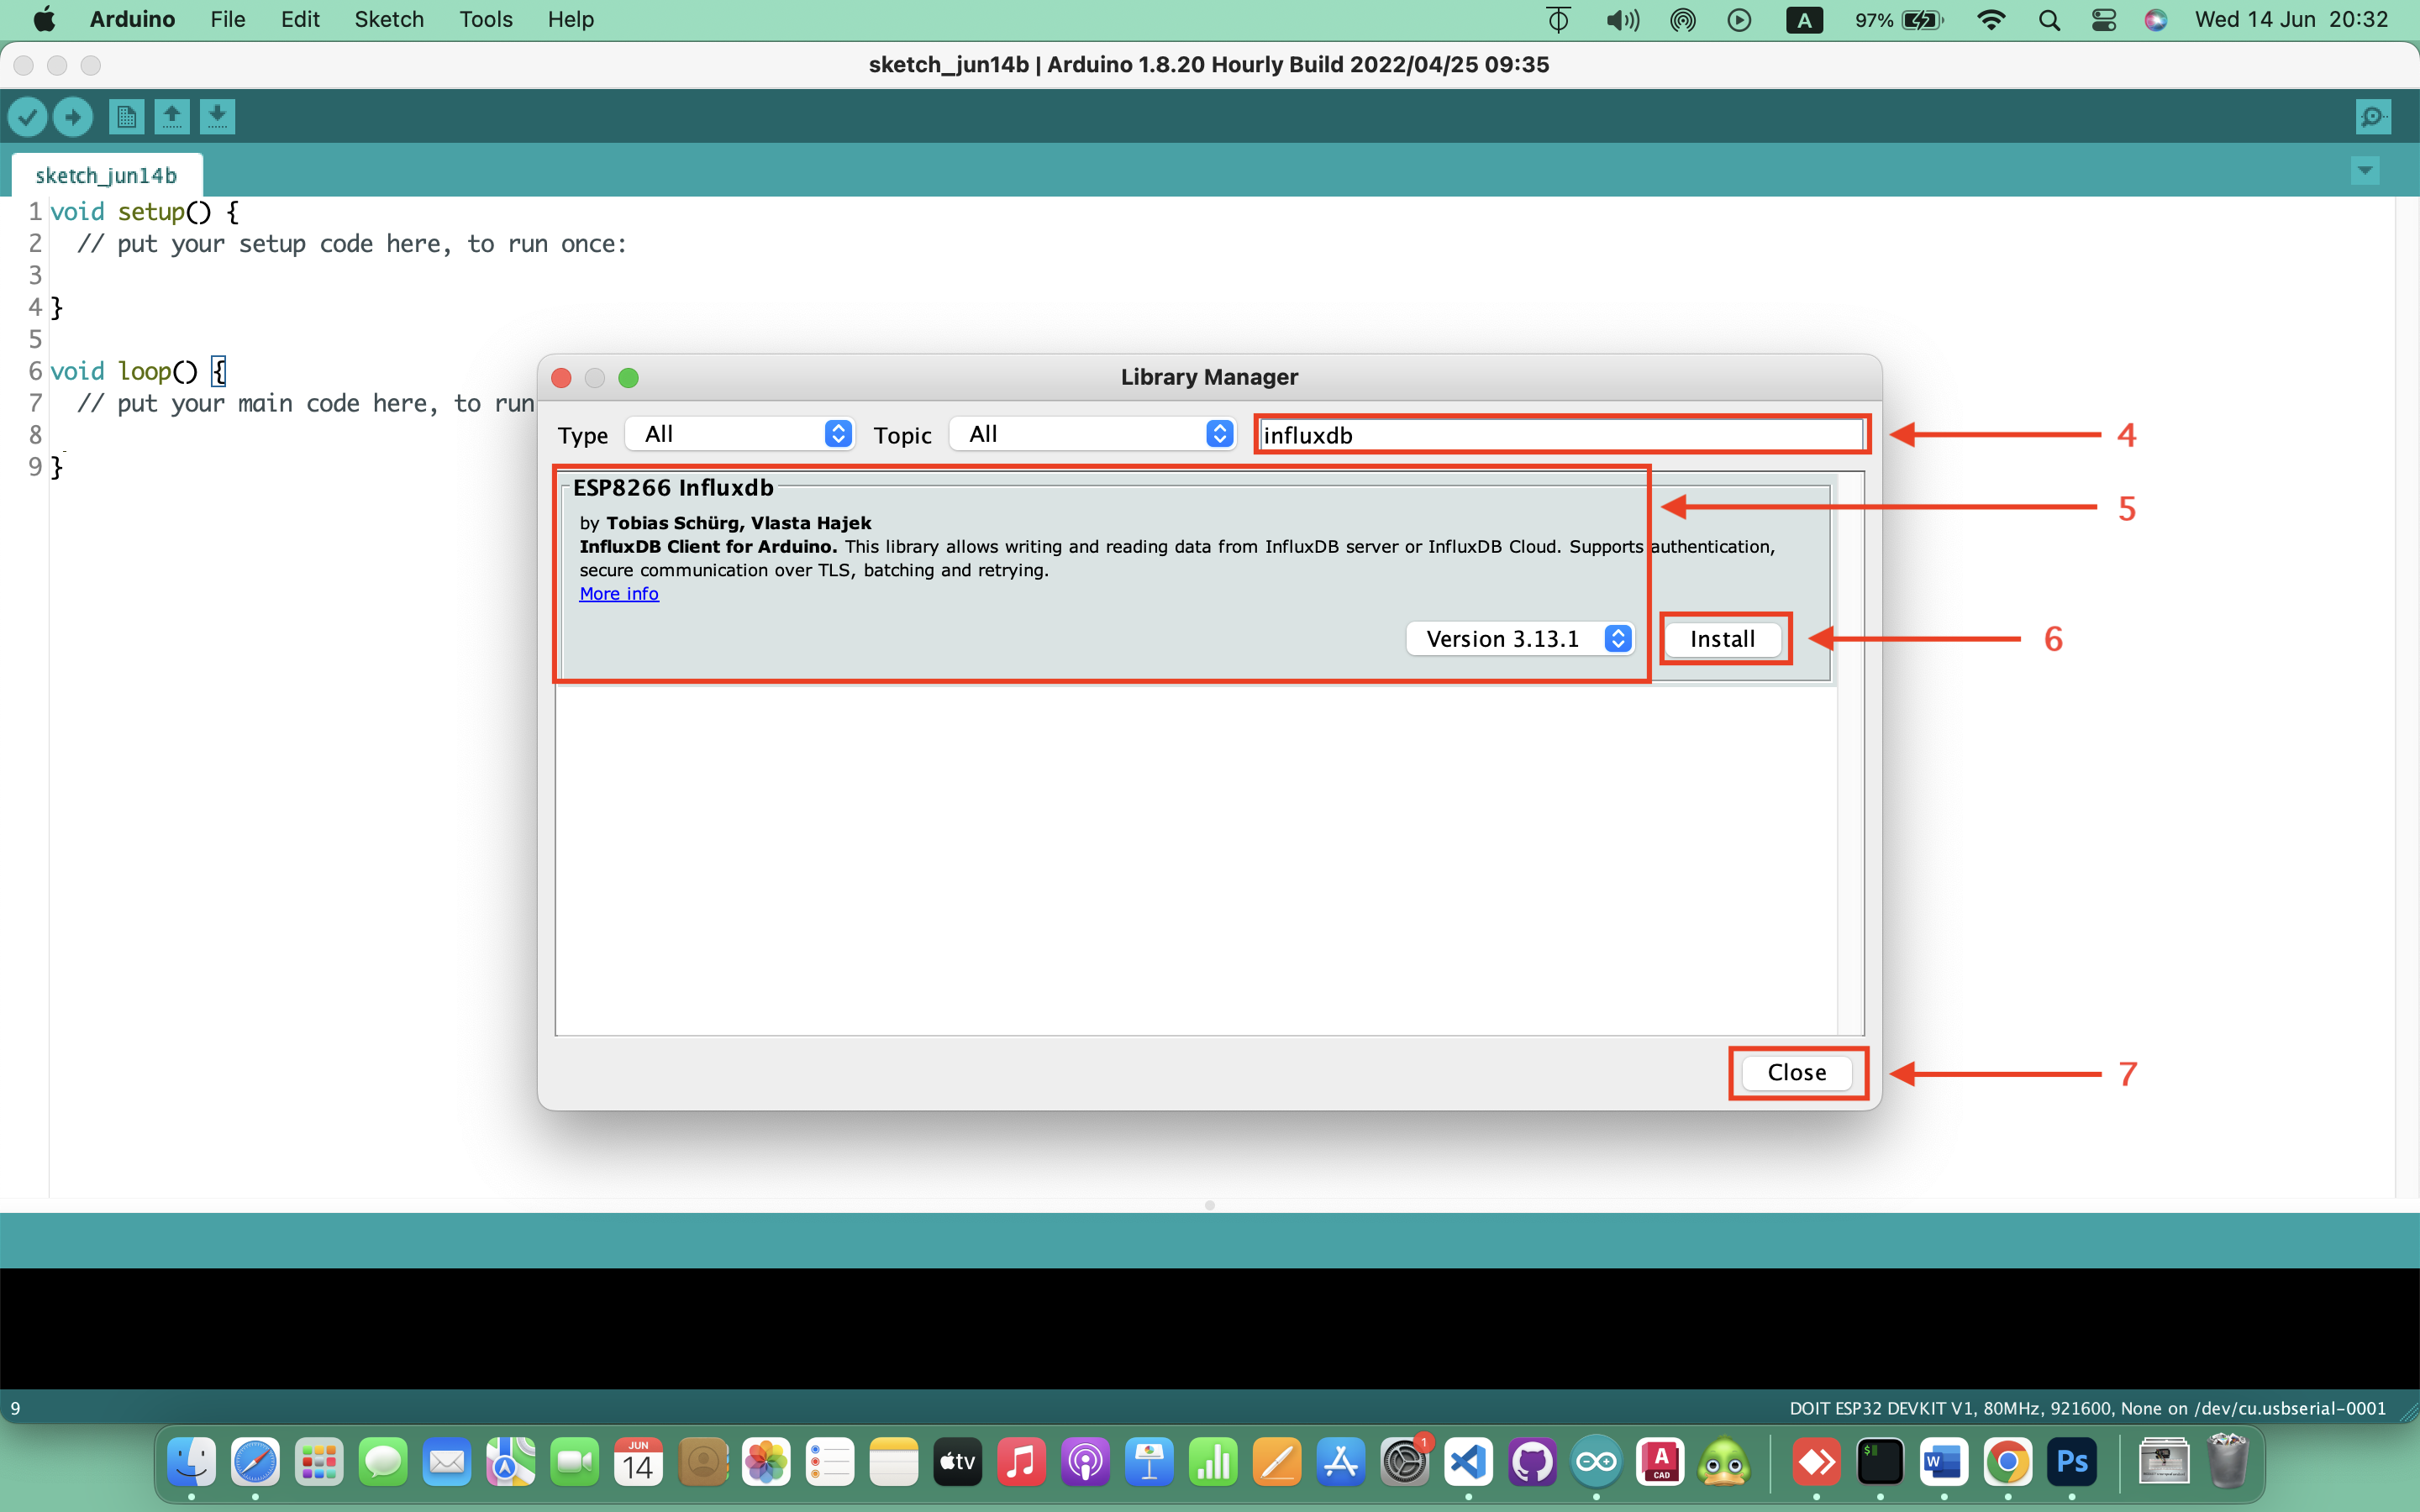 Arduino File Edit Sketch Tools Help A 97% Wed 14 Jun 20:32
sketch_jun14b | Arduino 1.8.20 Hourly Build 2022/04/25 09:35
sketch_jun14b
1 void setup() {
2 // put your setup code here, to run once:
3
4 }
5
6 void loop() {
7 // put your main code here, to run
8
9 }
Library Manager
Type All Topic All influxdb
4
ESP8266 Influxdb
5
by Tobias Schürg, Vlasta Hajek
InfluxDB Client for Arduino. This library allows writing and reading data from InfluxDB server or InfluxDB Cloud. Supports authentication,
secure communication over TLS, batching and retrying.
More info
Version 3.13.1 Install
6
Close
7
9
DOIT ESP32 DEVKIT V1, 80MHz, 921600, None on /dev/cu.usbserial-0001
JUN
14
tv
1
A
CAD
$
W
Ps